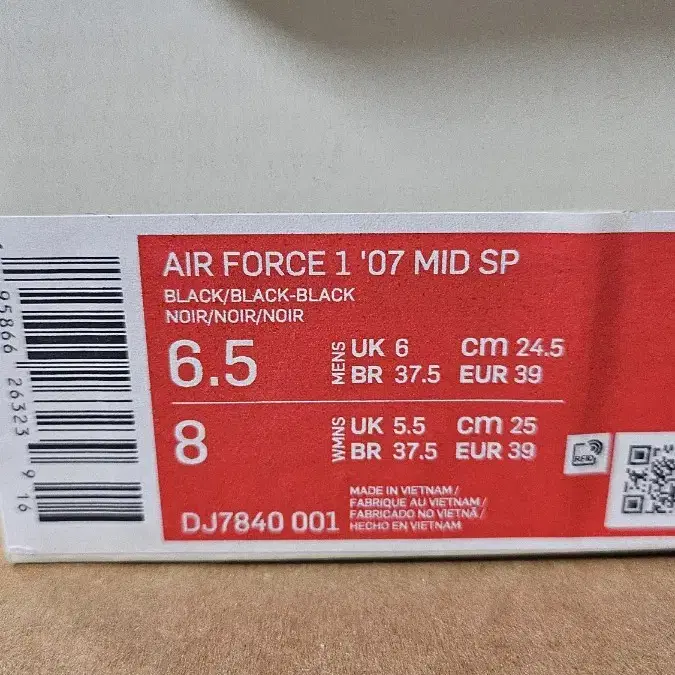 AIR FORCE 1 '07 MID SP
BLACK/BLACK-BLACK
NOIR/NOIR/NOIR
6.5 MENS UK 6 cm 24.5
BR 37.5 EUR 39
8 WMNS UK 5.5 cm 25
BR 37.5 EUR 39
MADE IN VIETNAM /
FABRIQUE AU VIETNAM /
FABRICADO NO VIETNÃ /
HECHO EN VIETNAM
DJ7840 001
RFID
95866 26323 9 16